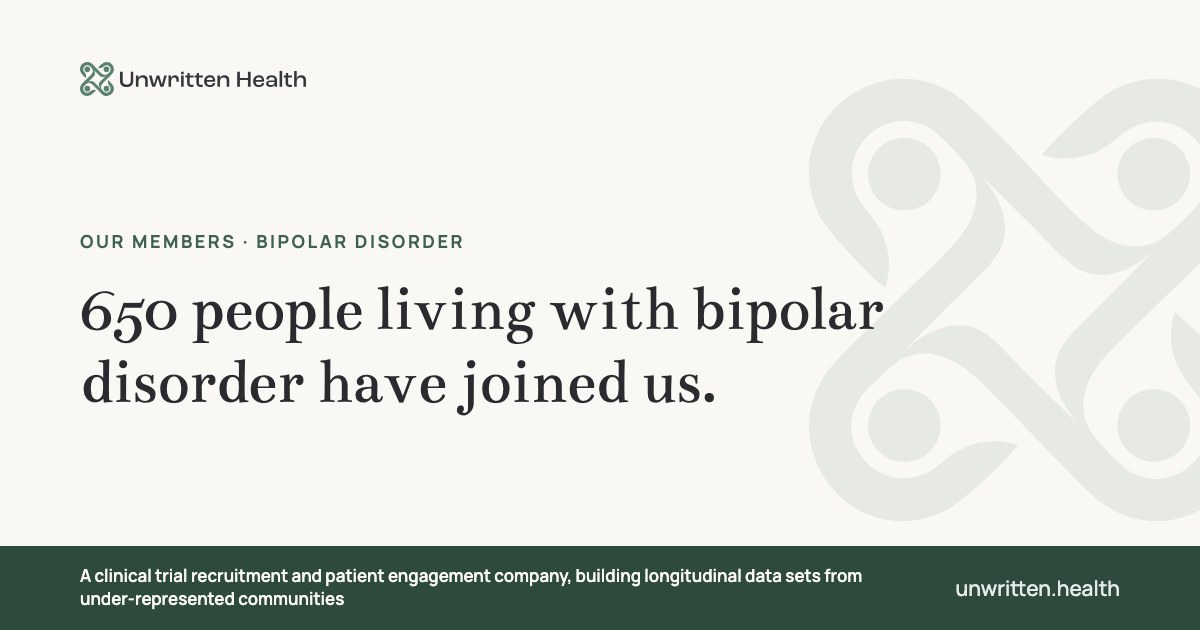 Unwritten Health
OUR MEMBERS · BIPOLAR DISORDER
650 people living with bipolar
disorder have joined us.
A clinical trial recruitment and patient engagement company, building longitudinal data sets from
under-represented communities
unwritten.health